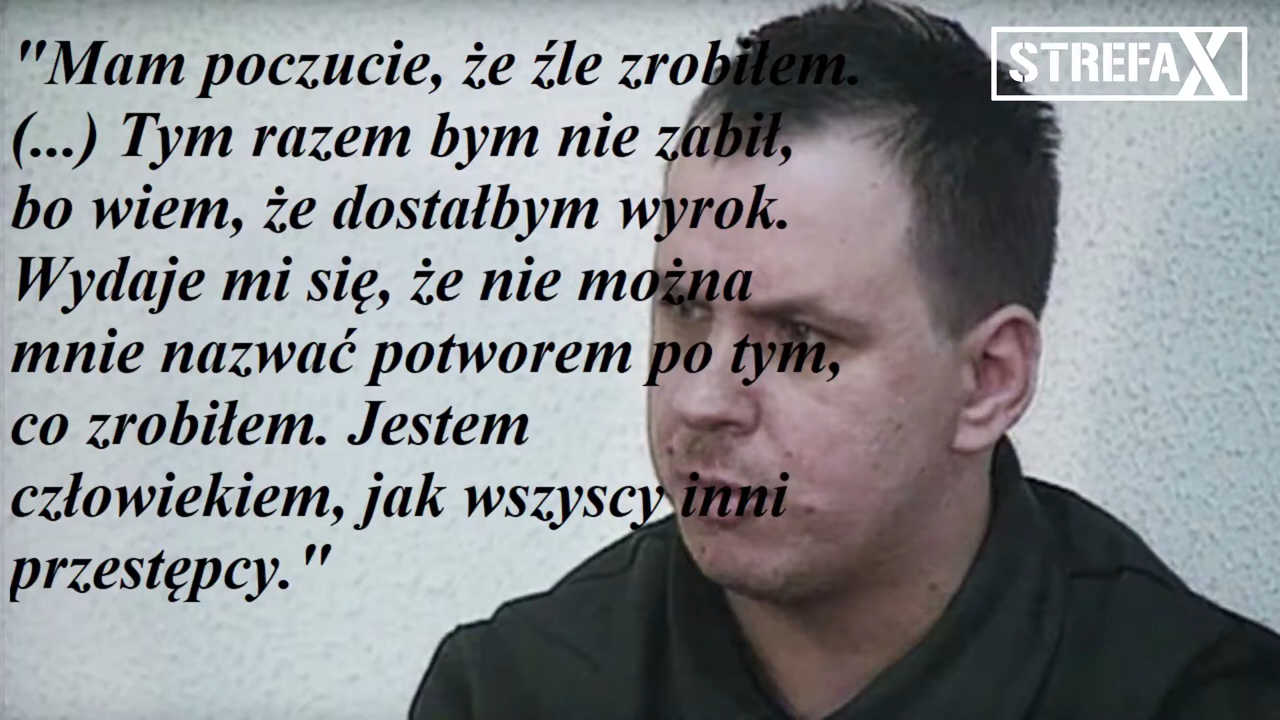 "Mam poczucie, że źle zrobiłem.
(...) Tym razem bym nie zabił,
bo wiem, że dostałbym wyrok.
Wydaje mi się, że nie można
mnie nazwać potworem po tym,
co zrobiłem. Jestem
człowiekiem, jak wszyscy inni
przestępcy."
STREFA X